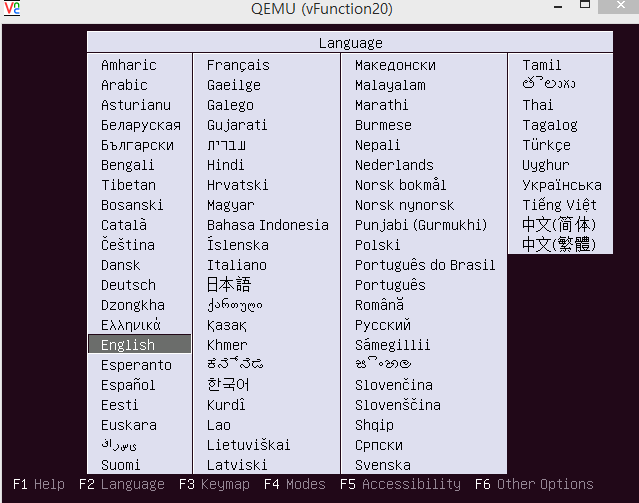 QEMU (vFunction20)
Language
Amharic
Arabic
Asturianu
Беларуская
Български
Bengali
Tibetan
Bosanski
Català
Čeština
Dansk
Deutsch
Dzongkha
Ελληνικά
English
Esperanto
Español
Eesti
Euskara
ﻰﺳﺭﺎﻓ
Suomi
Français
Gaeilge
Galego
Gujarati
עברית
Hindi
Hrvatski
Magyar
Bahasa Indonesia
Íslenska
Italiano
日本語
ქართული
Қазақ
Khmer
ಕನ್ನಡ
한국어
Kurdî
Lao
Lietuviškai
Latviski
Македонски
Malayalam
Marathi
Burmese
Nepali
Nederlands
Norsk bokmål
Norsk nynorsk
Punjabi (Gurmukhi)
Polski
Português do Brasil
Português
Română
Русский
Sámegillii
සිංහල
Slovenčina
Slovenščina
Shqip
Српски
Svenska
Tamil
తెలుగు
Thai
Tagalog
Türkçe
Uyghur
Українська
Tiếng Việt
中文(简体)
中文(繁體)
F1 Help F2 Language F3 Keymap F4 Modes F5 Accessibility F6 Other Options